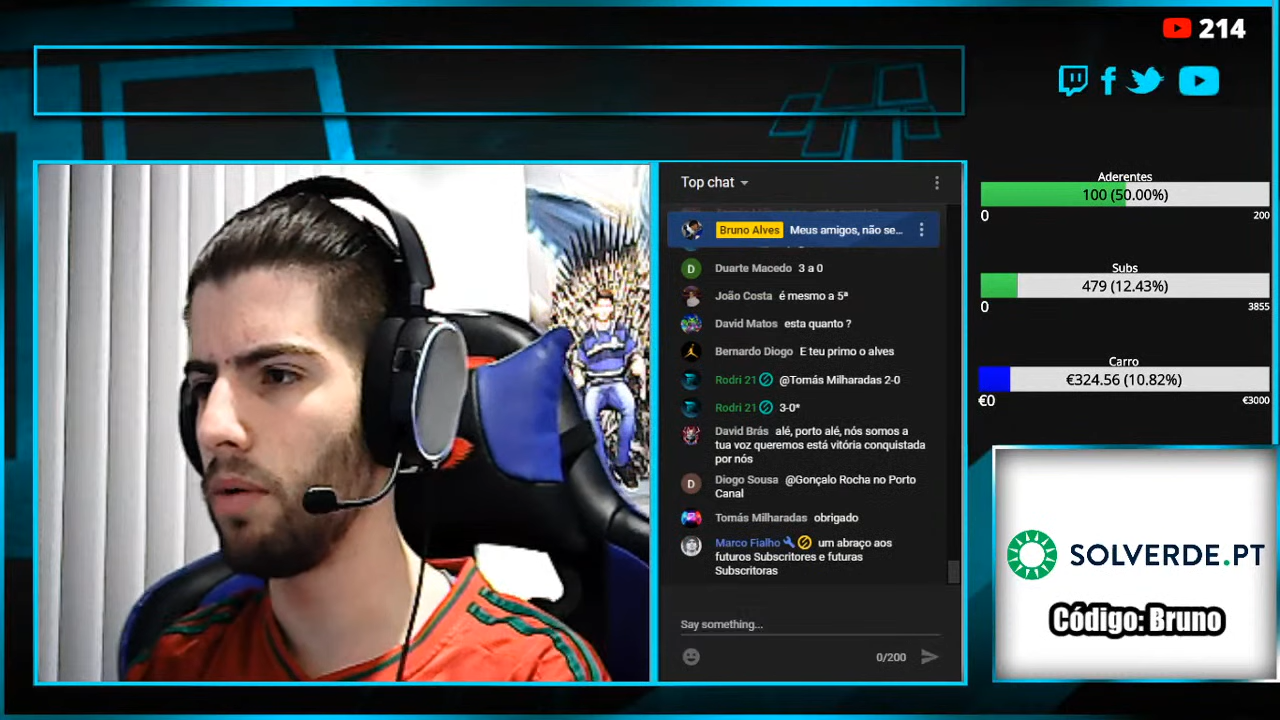 214
Top chat
Bruno Alves Meus amigos, não se...
Duarte Macedo 3 a 0
João Costa é mesmo a 5ª
David Matos esta quanto ?
Bernardo Diogo E teu primo o alves
Rodri 21 @Tomás Milharadas 2-0
Rodri 21 3-0*
David Brás alé, porto alé, nós somos a
tua voz queremos está vitória conquistada
por nós
Diogo Sousa @Gonçalo Rocha no Porto
Canal
Tomás Milharadas obrigado
Marco Fialho um abraço aos
futuros Subscritores e futuras
Subscritoras
Say something...
0/200
Aderentes
100 (50.00%)
0 200
Subs
479 (12.43%)
0 3855
Carro
€324.56 (10.82%)
€0 €3000
SOLVERDE.PT
Código: Bruno